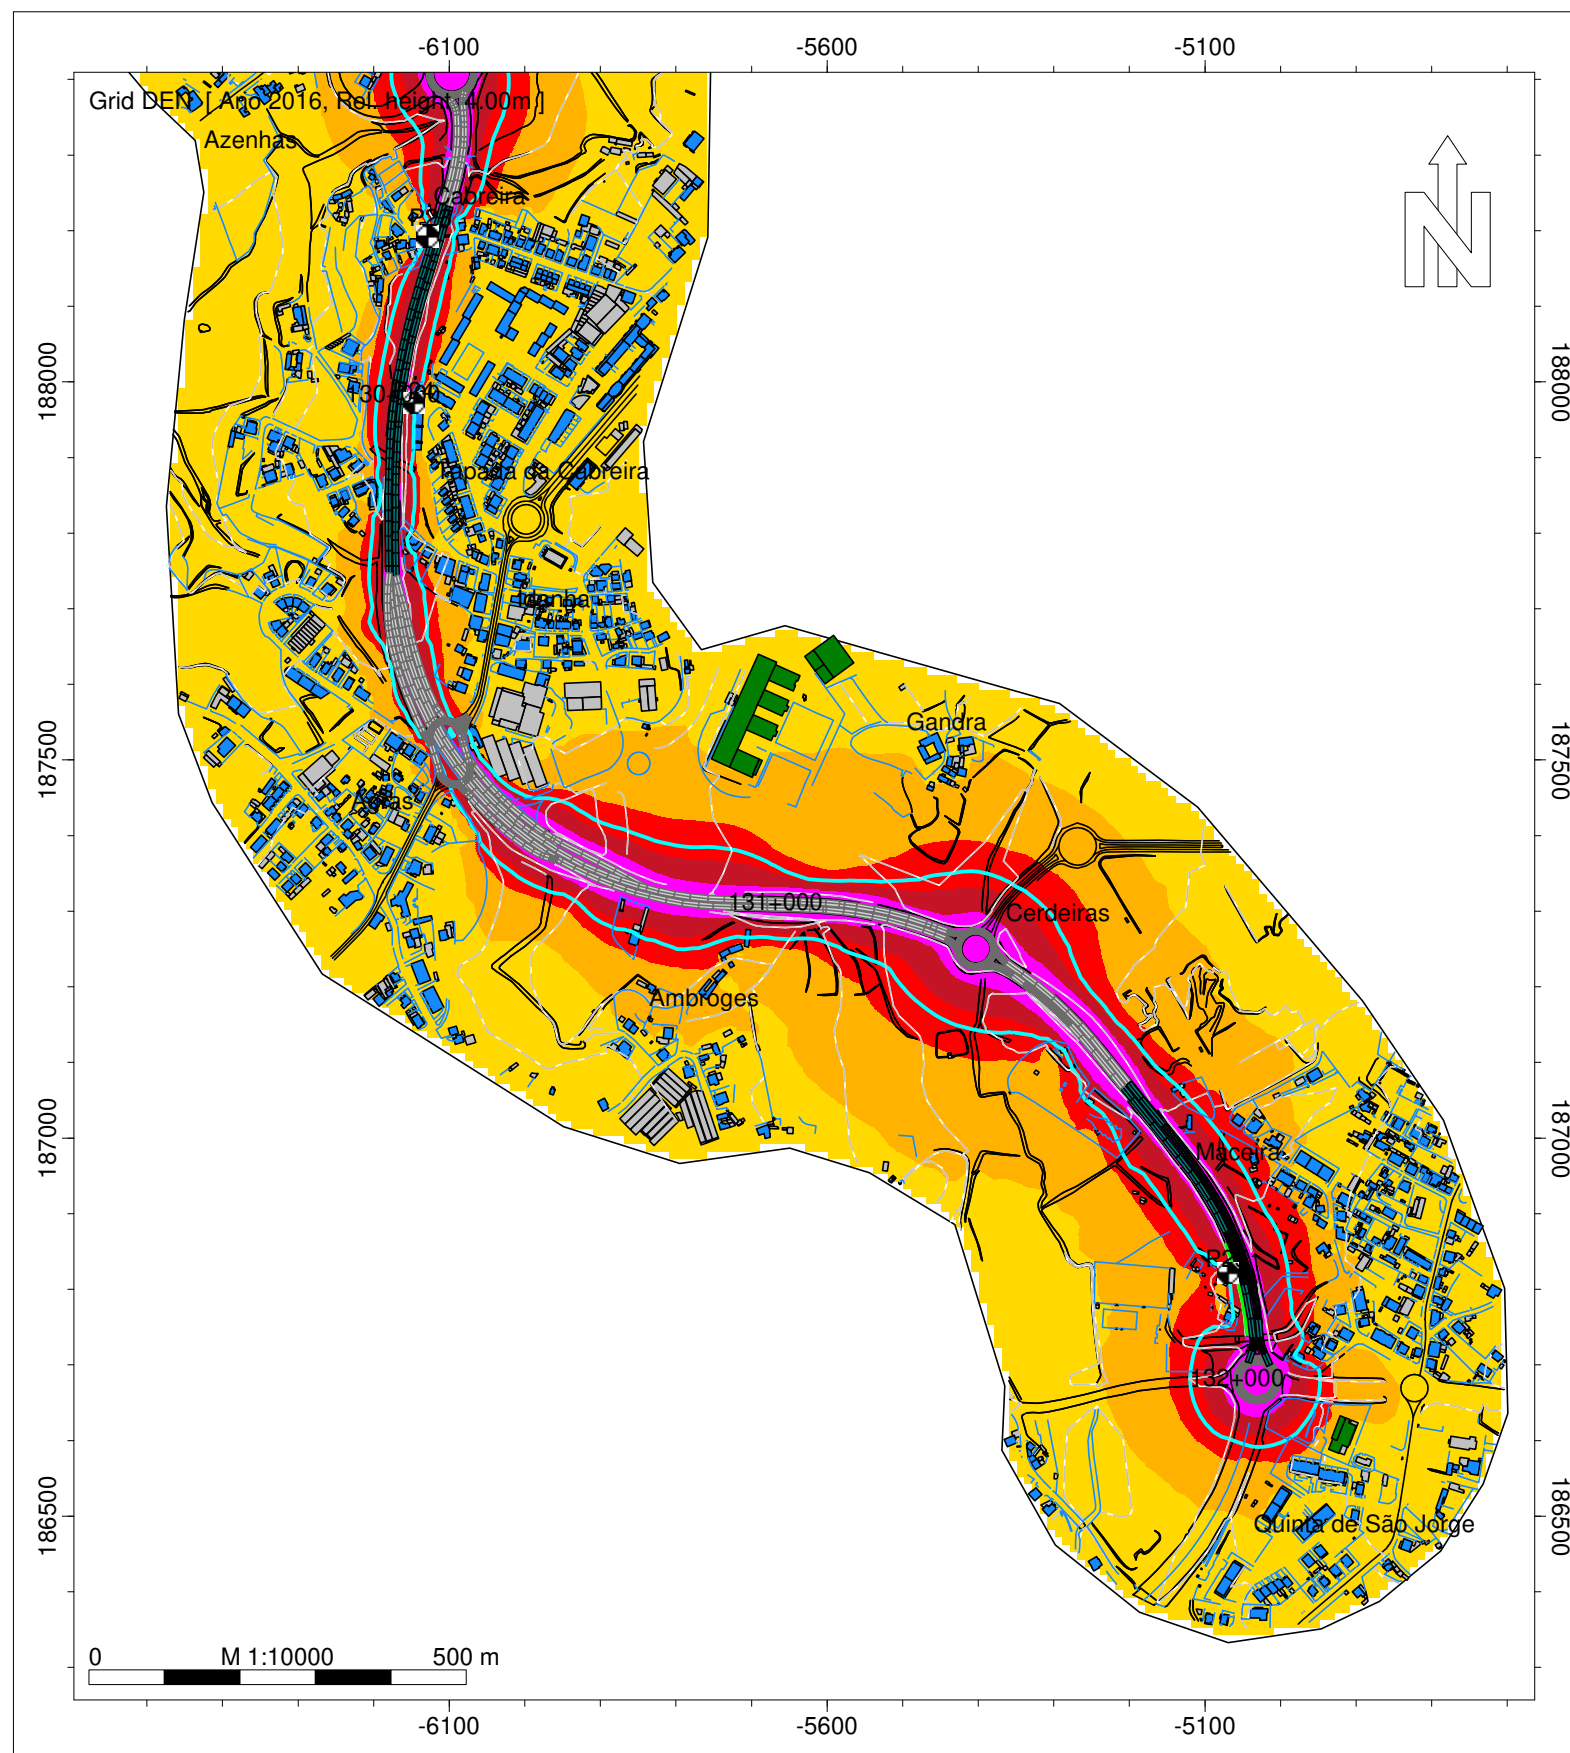 -6100 -5600 -5100
Grid DEN [ Ano 2016, Rel. height 4.00m ]
Azenhas
Cabreira
188000 188000
Tapada da Cabreira
Idanha
Gandra
187500 187500
Agras
131+000
Cerdeiras
Ambroges
187000 187000
Maceira
132+000
186500 186500
Quinta de São Jorge
0 M 1:10000 500 m
-6100 -5600 -5100
N